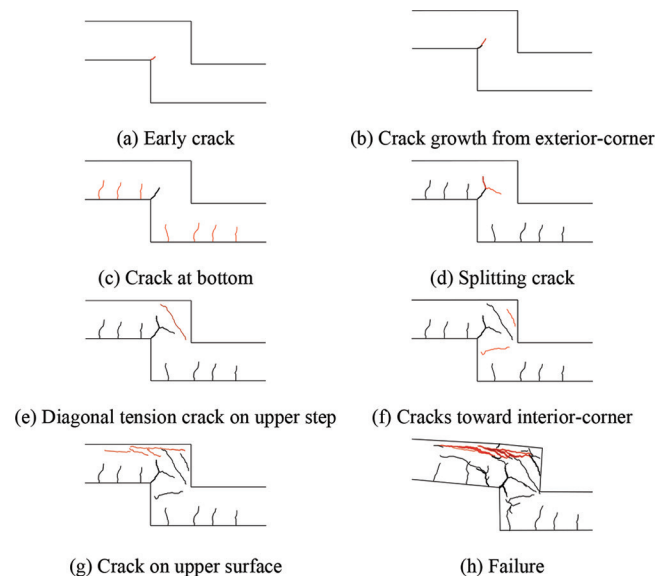 (a) Early crack
(b) Crack growth from exterior-corner
(c) Crack at bottom
(d) Splitting crack
(e) Diagonal tension crack on upper step
(f) Cracks toward interior-corner
(g) Crack on upper surface
(h) Failure